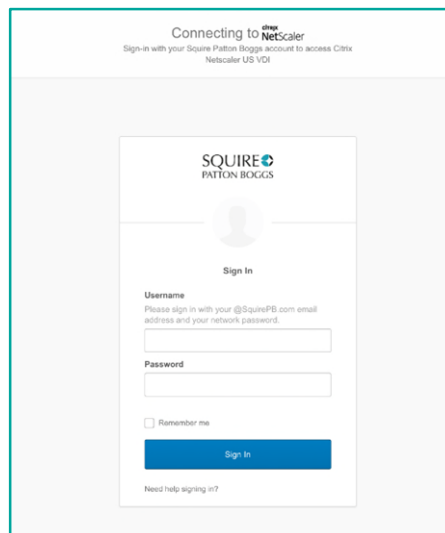 Connecting to citrix NetScaler
Sign-in with your Squire Patton Boggs account to access Citrix
Netscaler US VDI
SQUIRE
PATTON BOGGS
Sign In
Username
Please sign in with your @SquirePB.com email
address and your network password.
Password
Remember me
Sign In
Need help signing in?